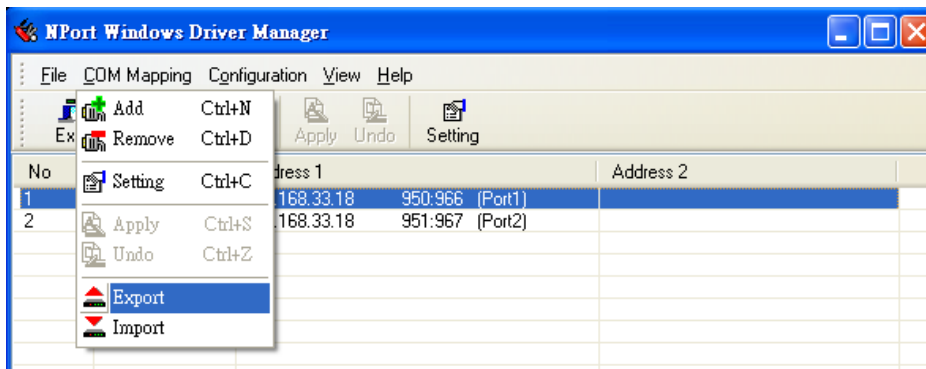 NPort Windows Driver Manager
File COM Mapping Configuration View Help
Ex Apply Undo Setting
Add Ctrl+N
Remove Ctrl+D
Setting Ctrl+C
Apply Ctrl+S
Undo Ctrl+Z
Export
Import
No dress 1 Address 2
1 .168.33.18 950:966 (Port1)
2 .168.33.18 951:967 (Port2)